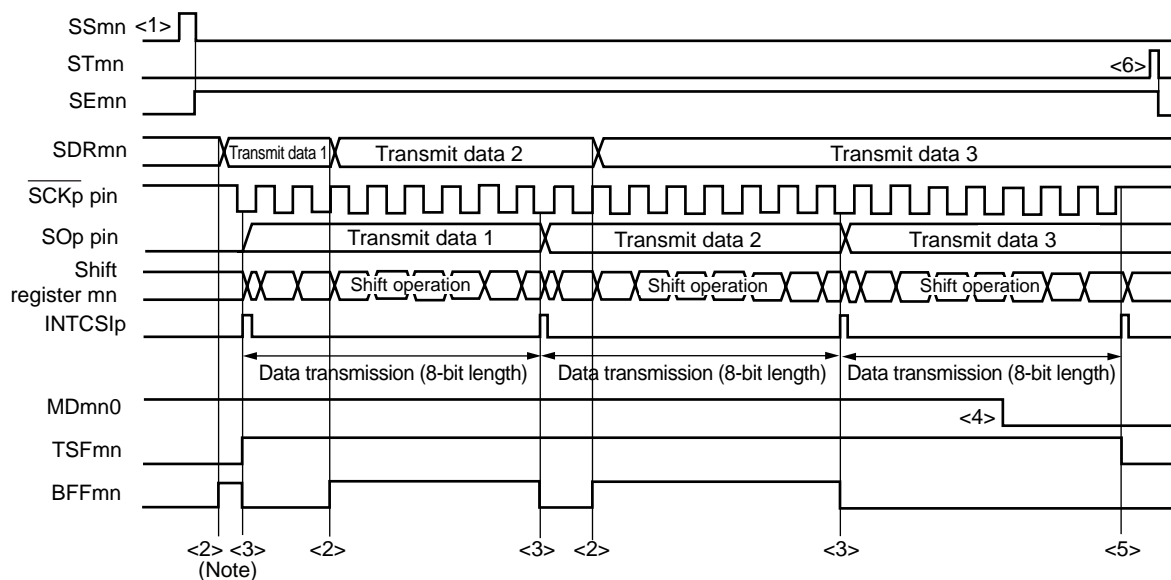 SSmn <1>
STmn <6>
SEmn
SDRmn Transmit data 1 Transmit data 2 Transmit data 3
SCKp pin
SOp pin Transmit data 1 Transmit data 2 Transmit data 3
Shift
register mn Shift operation Shift operation Shift operation
INTCSIp
Data transmission (8-bit length) Data transmission (8-bit length) Data transmission (8-bit length)
MDmn0 <4>
TSFmn
BFFmn
<2> <3> <2> <3> <2> <3> <5>
(Note)